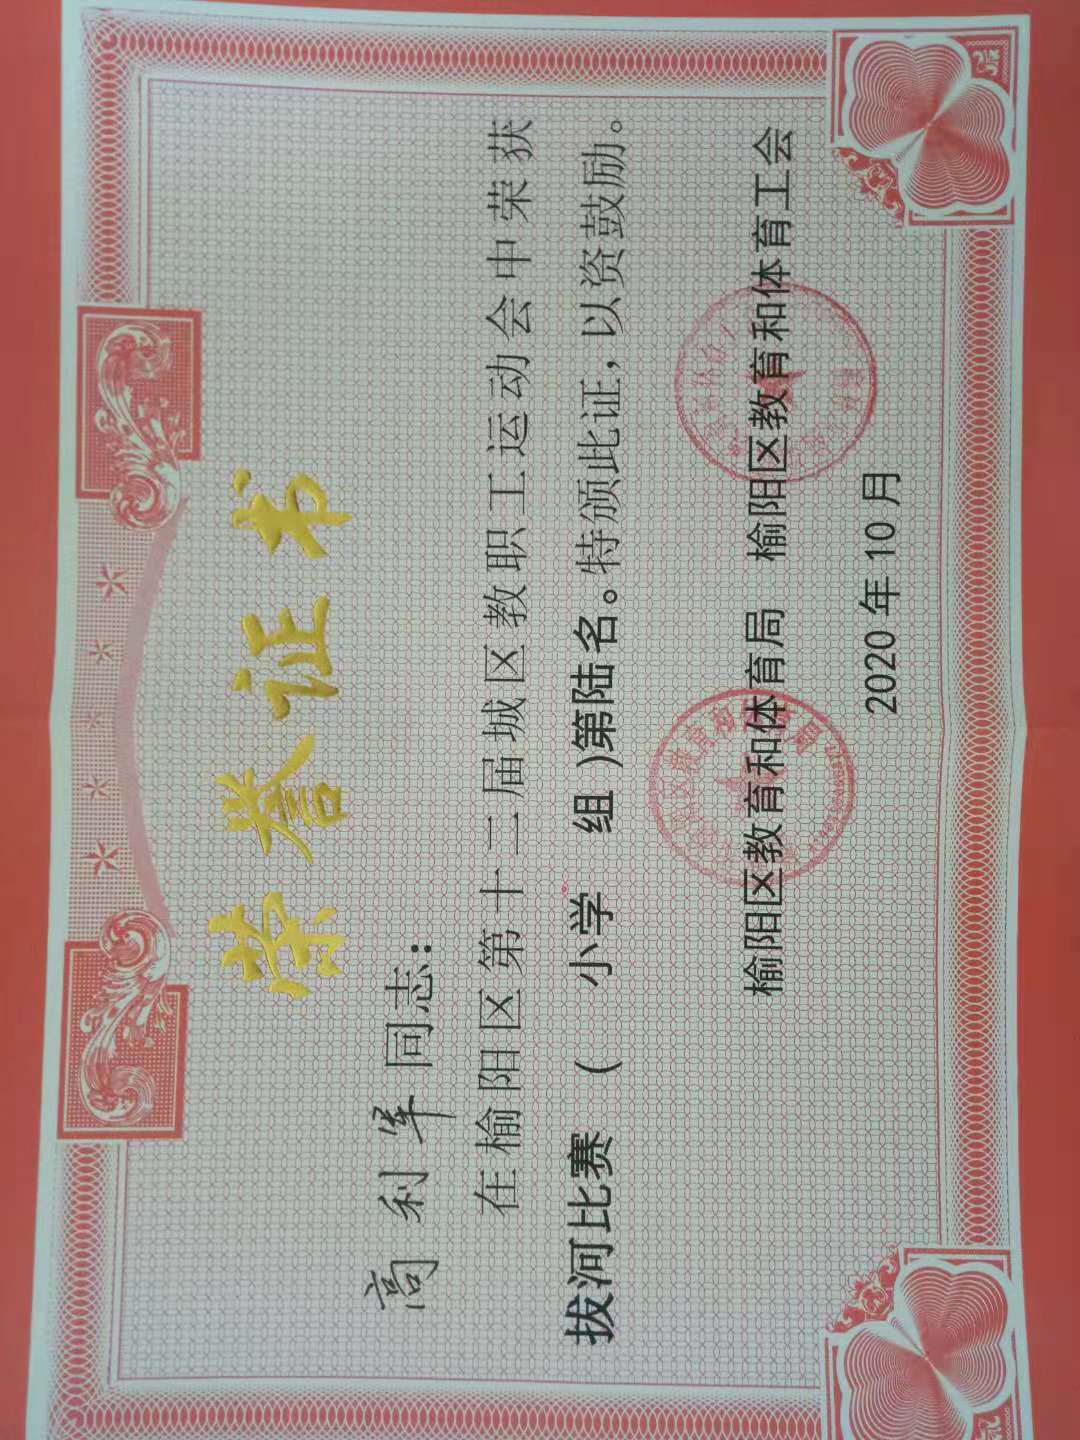 荣誉证书
高利军同志：
在榆阳区第十二届城区教职工运动会中荣获
拔河比赛（小学 组)第陆名。特颁此证，以资鼓励。
榆阳区教育和体育局 榆阳区教育和体育工会
2020年10月